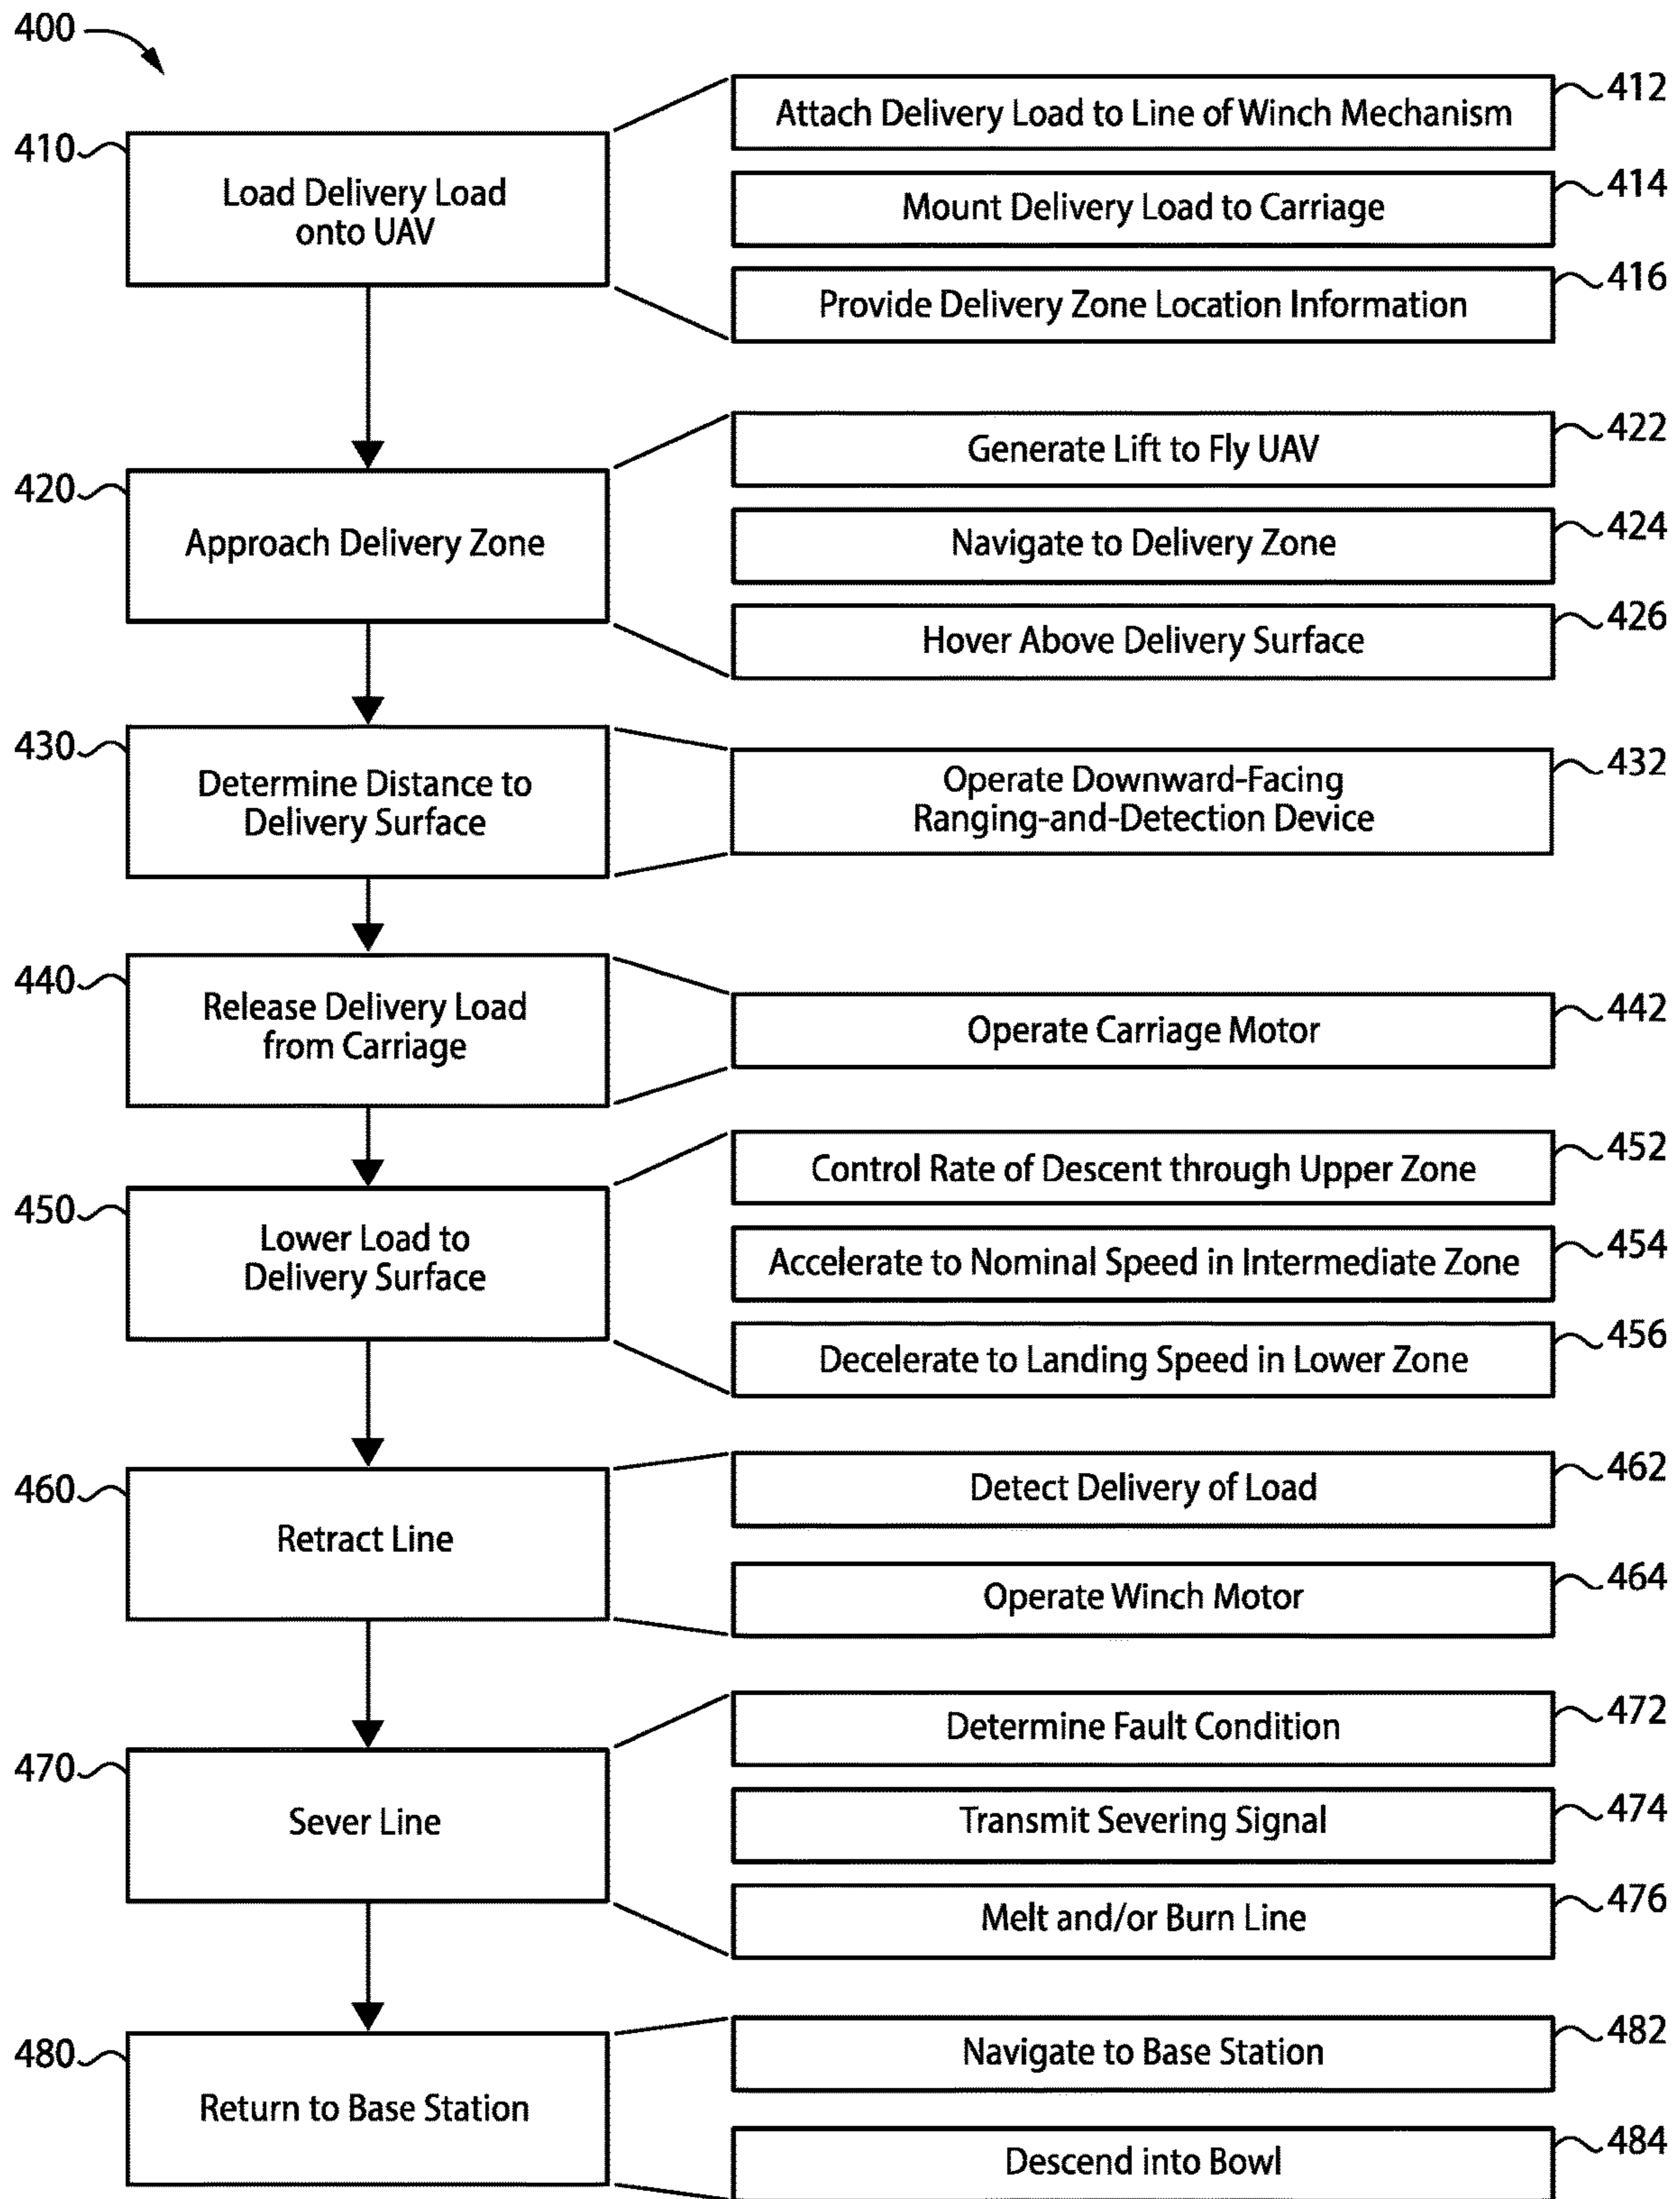 400
410
Load Delivery Load
onto UAV
412
Attach Delivery Load to Line of Winch Mechanism
414
Mount Delivery Load to Carriage
416
Provide Delivery Zone Location Information
420
Approach Delivery Zone
422
Generate Lift to Fly UAV
424
Navigate to Delivery Zone
426
Hover Above Delivery Surface
430
Determine Distance to
Delivery Surface
432
Operate Downward-Facing
Ranging-and-Detection Device
440
Release Delivery Load
from Carriage
442
Operate Carriage Motor
450
Lower Load to
Delivery Surface
452
Control Rate of Descent through Upper Zone
454
Accelerate to Nominal Speed in Intermediate Zone
456
Decelerate to Landing Speed in Lower Zone
460
Retract Line
462
Detect Delivery of Load
464
Operate Winch Motor
470
Sever Line
472
Determine Fault Condition
474
Transmit Severing Signal
476
Melt and/or Burn Line
480
Return to Base Station
482
Navigate to Base Station
484
Descend into Bowl